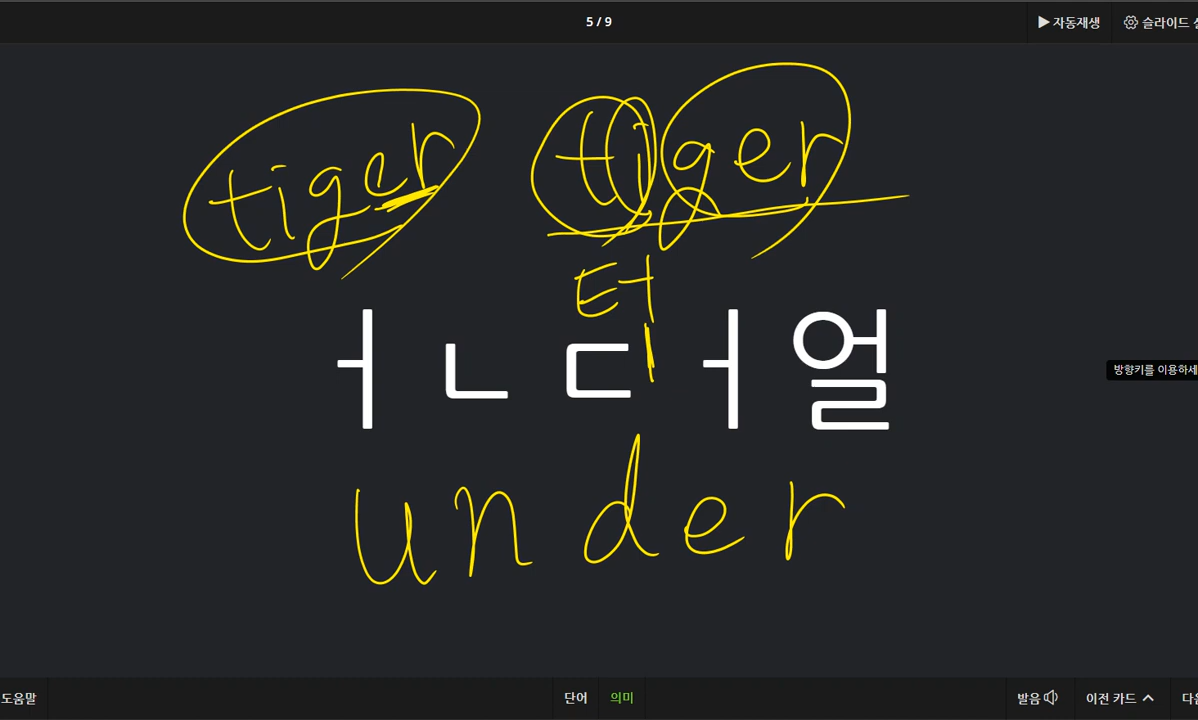 5 / 9
자동재생
슬라이드
tiger tiger
터
ㅓㄴㄷㅓ얼
방향키를 이용하세
under
도움말
단어
의미
발음
이전 카드
다음